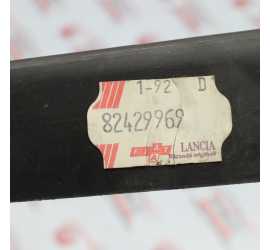 1-92 D
82429969
FIAT LANCIA
Ricambi originali